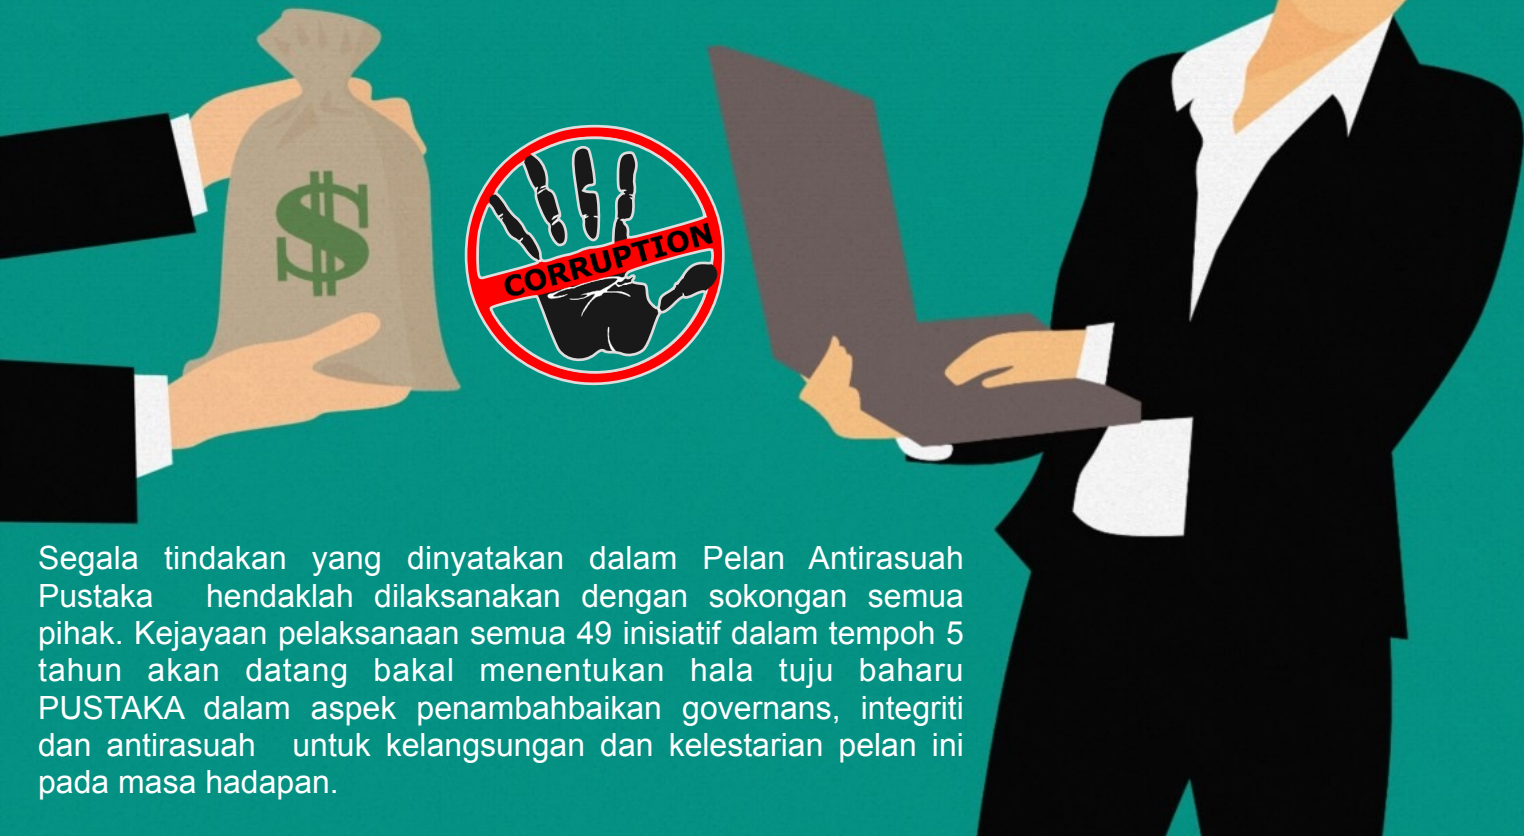 $
CORRUPTION
Segala tindakan yang dinyatakan dalam Pelan Antirasuah
Pustaka hendaklah dilaksanakan dengan sokongan semua
pihak. Kejayaan pelaksanaan semua 49 inisiatif dalam tempoh 5
tahun akan datang bakal menentukan hala tuju baharu
PUSTAKA dalam aspek penambahbaikan governans, integriti
dan antirasuah untuk kelangsungan dan kelestarian pelan ini
pada masa hadapan.